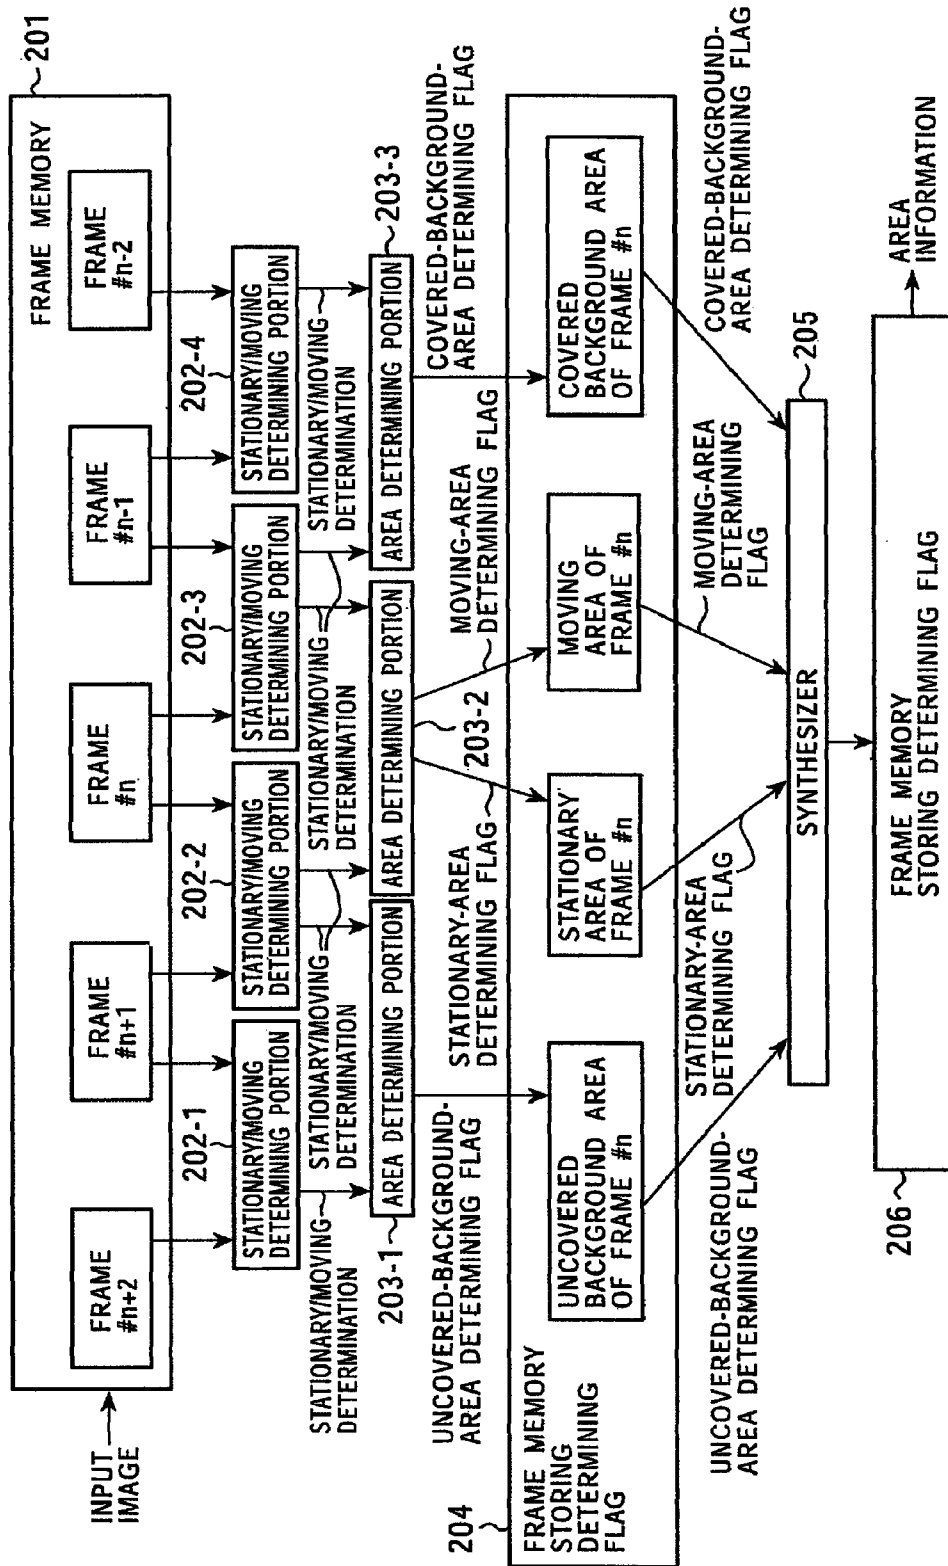 INPUT
IMAGE
201
FRAME MEMORY
FRAME
#n+2
FRAME
#n+1
FRAME
#n
FRAME
#n-1
FRAME
#n-2
202-1
202-2
202-3
202-4
STATIONARY/MOVING
DETERMINING PORTION
STATIONARY/MOVING
DETERMINING PORTION
STATIONARY/MOVING
DETERMINING PORTION
STATIONARY/MOVING
DETERMINING PORTION
STATIONARY/MOVING
DETERMINATION
STATIONARY/MOVING
DETERMINATION
STATIONARY/MOVING
DETERMINATION
STATIONARY/MOVING
DETERMINATION
203-1
AREA DETERMINING PORTION
AREA DETERMINING PORTION
AREA DETERMINING PORTION
203-3
203-2
UNCOVERED-BACKGROUND-
AREA DETERMINING FLAG
STATIONARY-AREA
DETERMINING FLAG
MOVING-AREA
DETERMINING FLAG
COVERED-BACKGROUND-
AREA DETERMINING FLAG
204
FRAME MEMORY
STORING
DETERMINING
FLAG
UNCOVERED
BACKGROUND AREA
OF FRAME #n
STATIONARY
AREA OF
FRAME #n
MOVING
AREA OF
FRAME #n
COVERED
BACKGROUND AREA
OF FRAME #n
UNCOVERED-BACKGROUND-
AREA DETERMINING FLAG
STATIONARY-AREA
DETERMINING FLAG
MOVING-AREA
DETERMINING
FLAG
COVERED-BACKGROUND-
AREA DETERMINING FLAG
SYNTHESIZER
205
206
FRAME MEMORY
STORING DETERMINING FLAG
AREA
INFORMATION